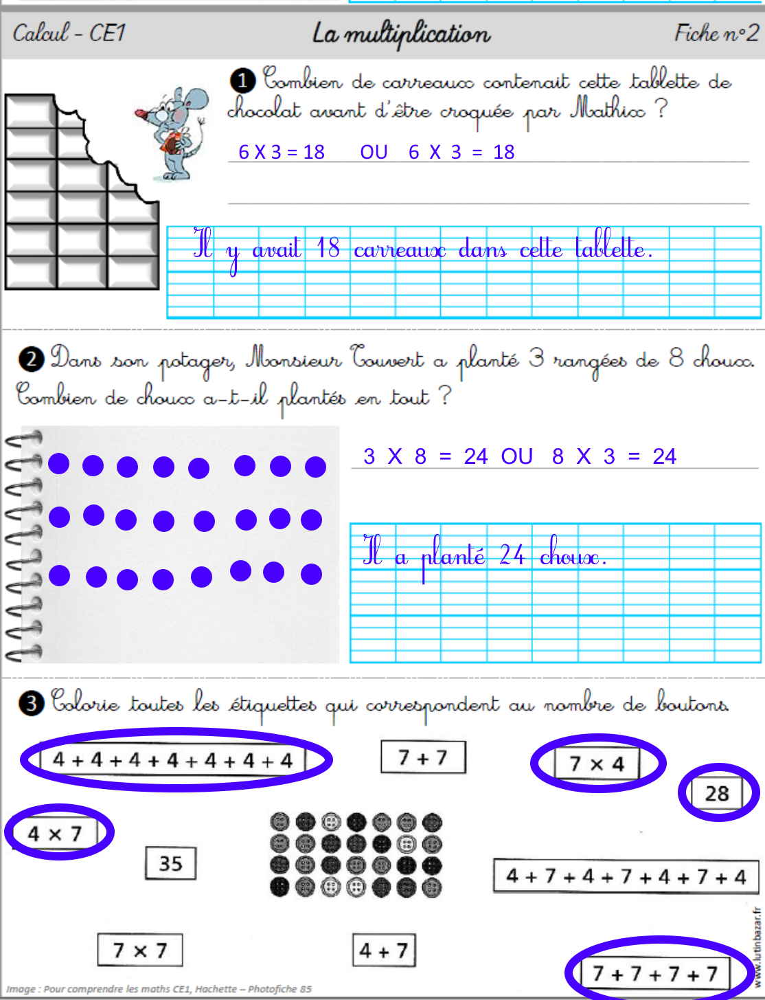 Calcul - CE1 La multiplication Fiche n°2
1 Combien de carreaux contenait cette tablette de
chocolat avant d'être croquée par Mathix ?
6 X 3 = 18 OU 6 X 3 = 18
Il y avait 18 carreaux dans cette tablette.
2 Dans son potager, Monsieur Touvert a planté 3 rangées de 8 choux.
Combien de choux a-t-il plantés en tout ?
3 X 8 = 24 OU 8 X 3 = 24
Il a planté 24 choux.
3 Colorie toutes les étiquettes qui correspondent au nombre de boutons.
4 + 4 + 4 + 4 + 4 + 4 + 4
7 + 7
7 × 4
28
4 × 7
35
4 + 7 + 4 + 7 + 4 + 7 + 4
7 × 7
4 + 7
7 + 7 + 7 + 7
www.lutinbazar.fr
Image : Pour comprendre les maths CE1, Hachette – Photofiche 85